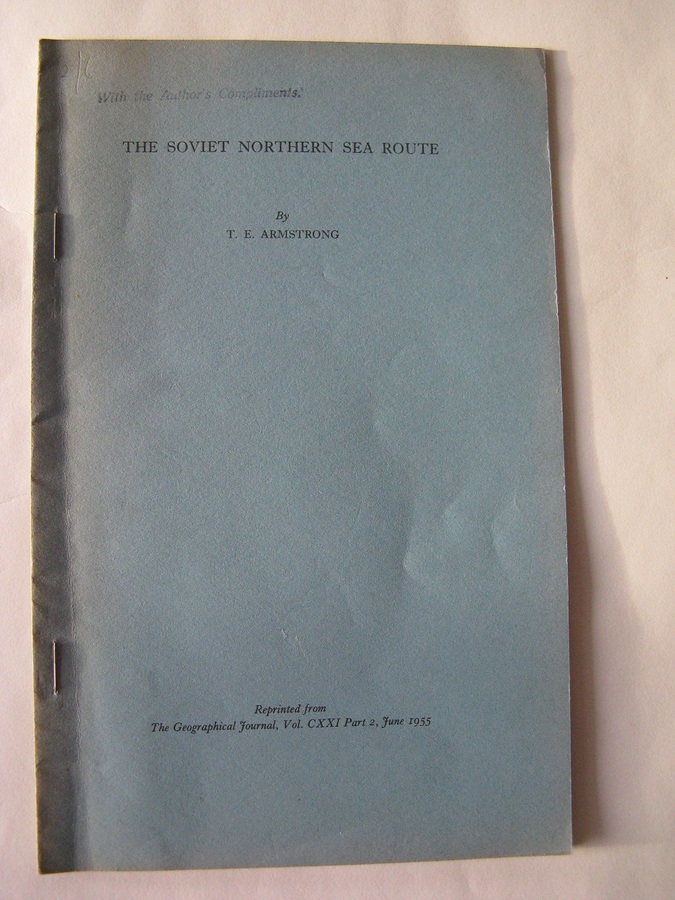 With the Author's Compliments.
THE SOVIET NORTHERN SEA ROUTE
By
T. E. ARMSTRONG
Reprinted from
The Geographical Journal, Vol. CXXI Part 2, June 1955